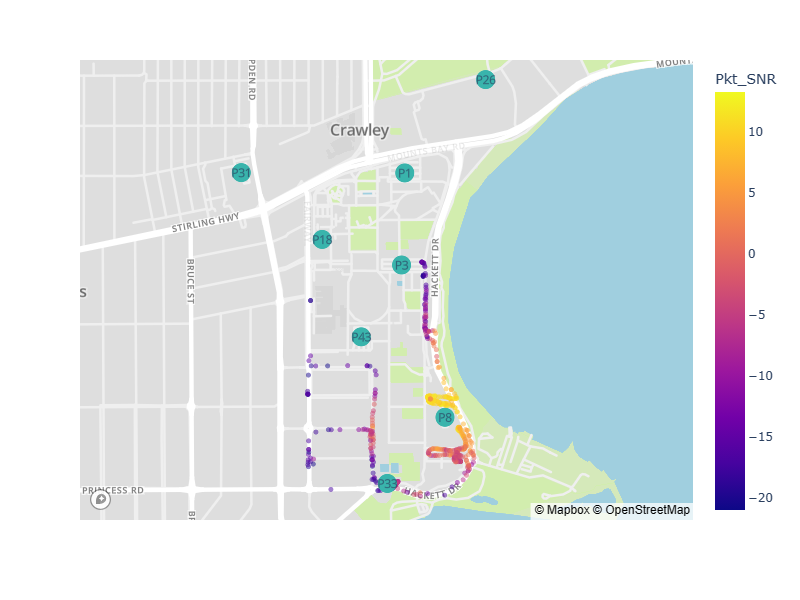 Pkt_SNR
MOUNT
PDEN RD
P26
Crawley
10
MOUNTS BAY RD
P31
P1
5
STIRLING HWY
P18
0
HACKETT DR
P3
BRUCE ST
s
−5
P43
−10
P8
−15
P33
PRINCESS RD
HACKETT DR
−20
© Mapbox © OpenStreetMap